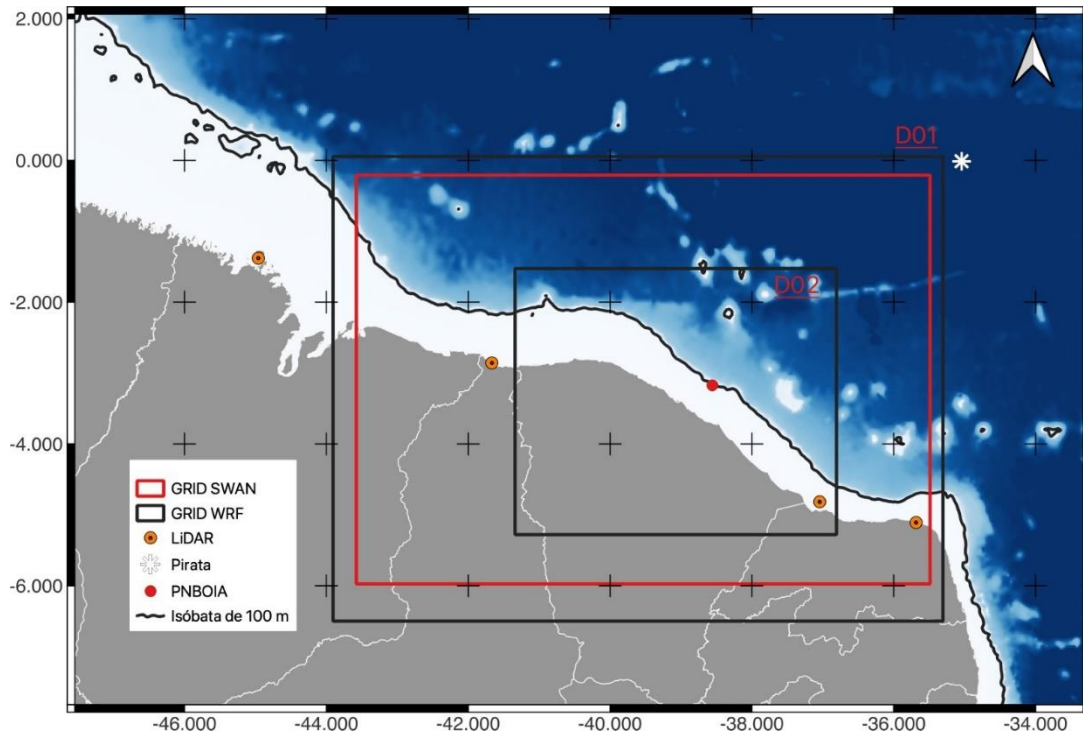 2.000
D01
0.000
-2.000
D02
-4.000
GRID SWAN
GRID WRF
LiDAR
Pirata
PNBOIA
Isóbata de 100 m
-6.000
-46.000 -44.000 -42.000 -40.000 -38.000 -36.000 -34.000